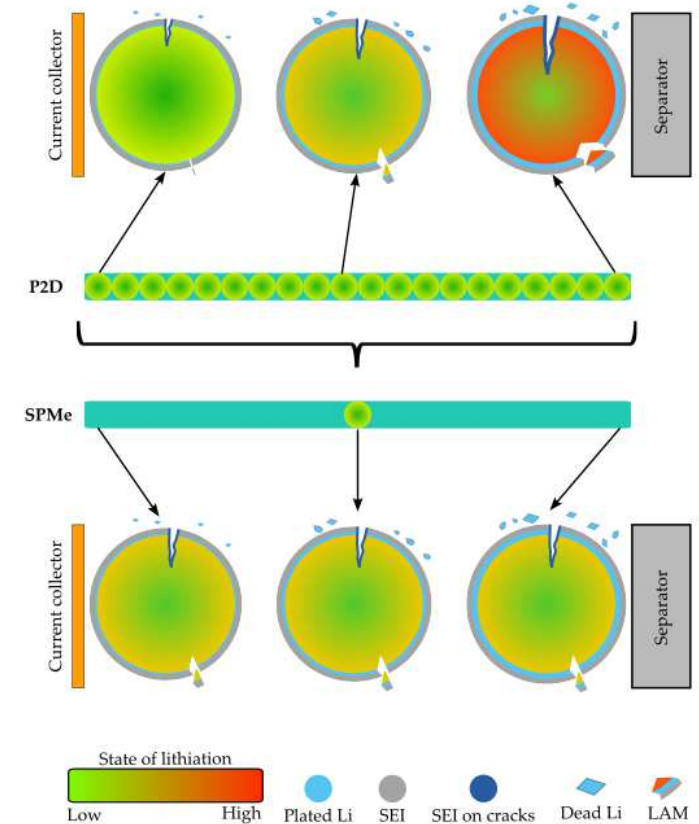 Current collector
Separator
P2D
SPMe
Current collector
Separator
State of lithiation
Low
High
Plated Li
SEI
SEI on cracks
Dead Li
LAM